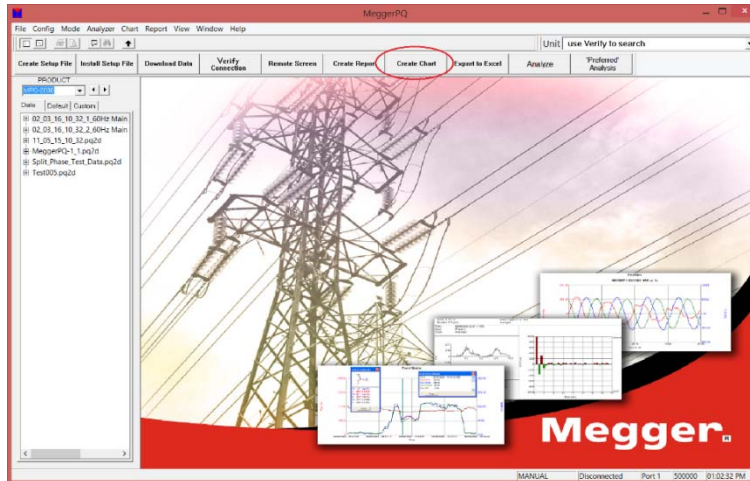 MeggerPQ
File Config Mode Analyzer Chart Report View Window Help
Unit use Verify to search
Create Setup File Install Setup File Download Data Verify Connection Remote Screen Create Report Create Chart Export to Excel Analyze 'Preferred' Analysis
PRODUCT
Data Default Custom
02_03_16_10_32_1_60Hz Main
02_03_16_10_32_2_60Hz Main
11_05_15_10_32.pq2d
MeggerPQ-1_1.pq2d
Split_Phase_Test_Data.pq2d
Test005.pq2d
Megger.
MANUAL Disconnected Port 1 500000 01:02:32 PM